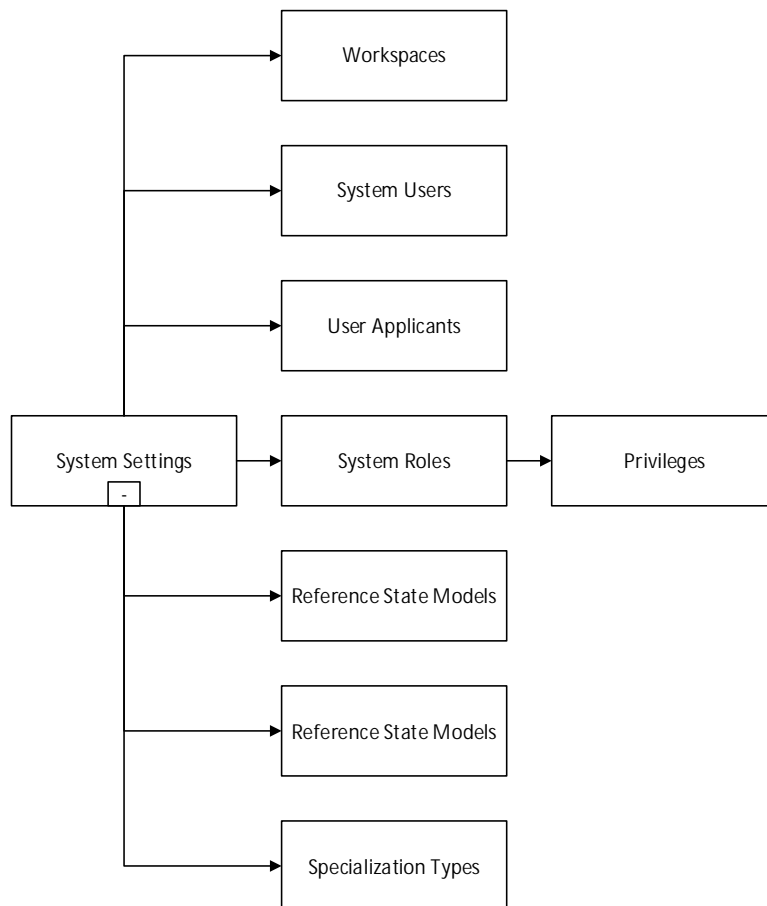 Workspaces
System Users
User Applicants
System Settings
-
System Roles
Privileges
Reference State Models
Reference State Models
Specialization Types